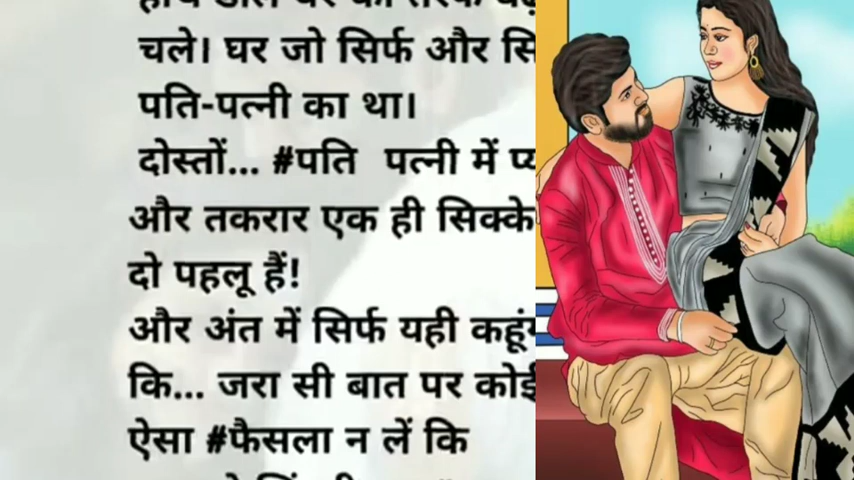 चले। घर जो सिर्फ और
पति-पत्नी का था।
दोस्तों... #पति पत्नी में
और तकरार एक ही सिक्के
दो पहलू हैं!
और अंत में सिर्फ यही
कि... जरा सी बात पर कोई
ऐसा #फैसला न लें कि